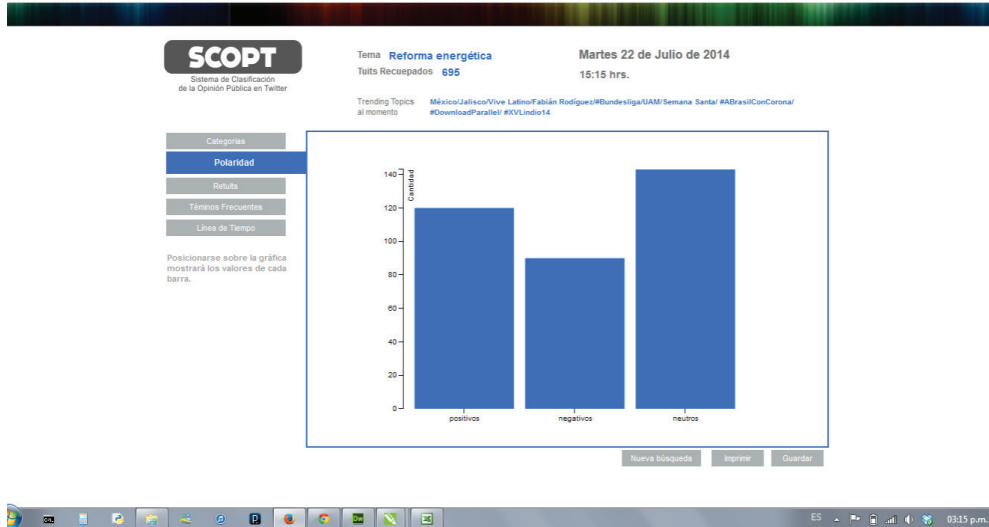 SCOPT
Sistema de Clasificación
de la Opinión Pública en Twitter
Tema Reforma energética
Tuits Recuepados 695
Martes 22 de Julio de 2014
15:15 hrs.
Trending Topics
al momento
México/Jalisco/Vive Latino/Fabián Rodíguez/#Bundesliga/UAM/Semana Santa/ #ABrasilConCorona/
#DownloadParallel/ #XVLindio14
Categorias
Polaridad
Retuits
Téminos Frecuentes
Línea de Tiempo
Posicionarse sobre la gráfica
mostrará los valores de cada
barra.
Cantidad
140
120
100
80
60
40
20
0
positivos negativos neutros
Nueva búsqueda Imprimir Guardar
ES 03:15 p.m.